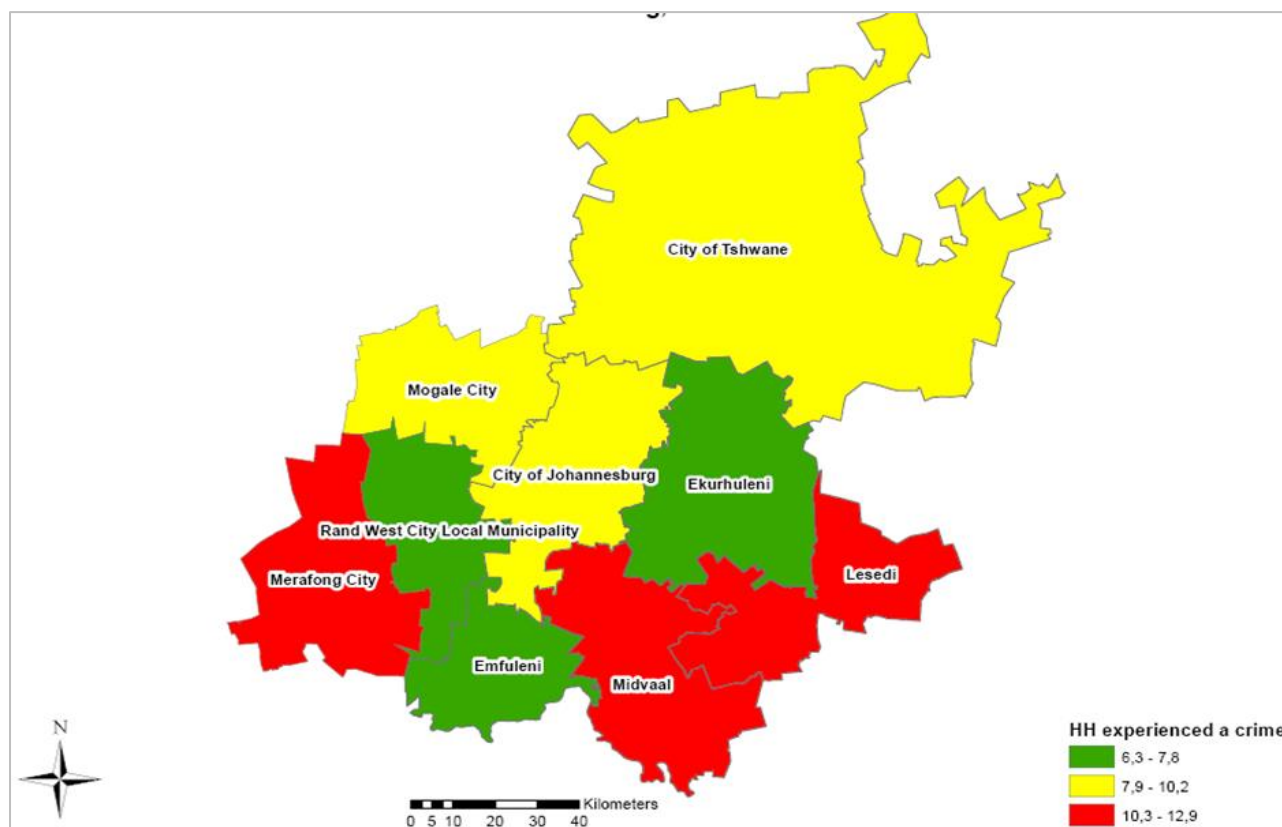 City of Tshwane
Mogale City
City of Johannesburg
Ekurhuleni
Rand West City Local Municipality
Merafong City
Lesedi
Emfuleni
Midvaal
N
Kilometers
0 5 10 20 30 40
HH experienced a crime
6,3 - 7,8
7,9 - 10,2
10,3 - 12,9